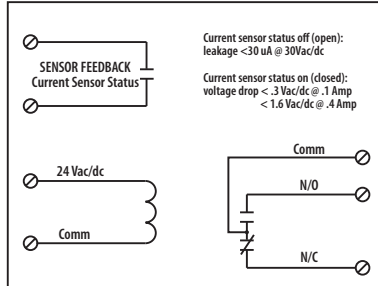 SENSOR FEEDBACK
Current Sensor Status
Current sensor status off (open):
leakage <30 uA @ 30Vac/dc
Current sensor status on (closed):
voltage drop < .3 Vac/dc @ .1 Amp
< 1.6 Vac/dc @ .4 Amp
24 Vac/dc
Comm
Comm
N/O
N/C